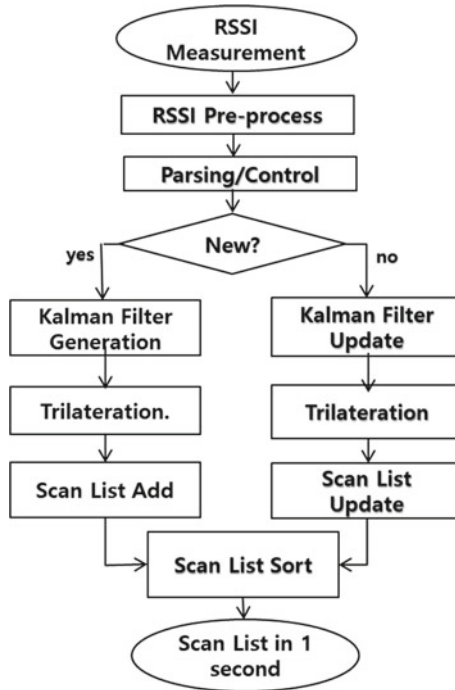 RSSI
Measurement
RSSI Pre-process
Parsing/Control
New?
yes
no
Kalman Filter
Generation
Kalman Filter
Update
Trilateration.
Trilateration
Scan List Add
Scan List
Update
Scan List Sort
Scan List in 1
second